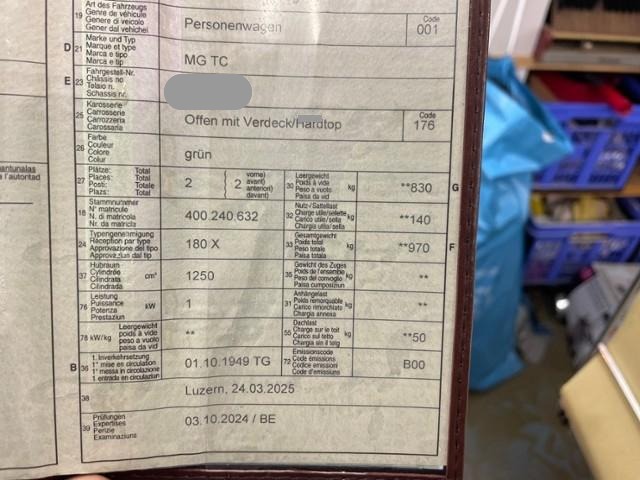 Art des Fahrzeugs
19 Genre de véhicule
Genere di veicolo
Gener dal vehichel
Personenwagen
Code
001
Marke und Typ
D 21 Marque et type
Marca e tipo
Marca e tip
MG TC
Fahrgestell-Nr.
E 23 Châssis no
Telaio n.
Schassis nr.
Karosserie
25 Carrosserie
Carrozzeria
Carossaria
Offen mit Verdeck/Hardtop
Code
176
Farbe
26 Couleur
Colore
Colur
grün
Plätze: Total
27 Places: Total
Posti: Totale
Plazs: Total
2
2
vorne)
avant)
anteriori)
davant)
30 Leergewicht
Poids à vide
Peso a vuoto
Paisa da vid
kg
**830
G
Stammnummer
18 N° matricule
N. di matricola
Nr. da matricla
400.240.632
32 Nutz-/Sattellast
Charge utile/sellette
Carico utile/sella
Chargia utila/sella
kg
**140
Typengenehmigung
24 Réception par type
Approvazione del tipo
Approvaziun dal tip
180 X
33 Gesamtgewicht
Poids total
Peso totale
Paisa totala
kg
**970
F
Hubraum
37 Cylindrée
Cilindrata
Cilindrada
cm³
1250
35 Gewicht des Zuges
Poids de l'ensemble
Peso del convoglio
Paisa cumposiziun
kg
**
Leistung
76 Puissance
Potenza
Prestaziun
kW
1
31 Anhängelast
Poids remorquable
Carico rimorchiato
Chargia annexa
kg
**
78 kW/kg
Leergewicht
poids à vide
peso a vuoto
paisa da vid
**
55 Dachlast
Charge sur le toit
Carico sul tetto
Chargia sin il tetg
kg
**50
B 36 1. Inverkehrsetzung
1re mise en circulation
1a messa in circolazione
1 entrada en circulaziun
01.10.1949 TG
72 Emissionscode
Code émissions
Codice emissioni
Code d'emissiuns
B00
38
Luzern, 24.03.2025
39 Prüfungen
Expertises
Perizie
Examinaziuns
03.10.2024 / BE